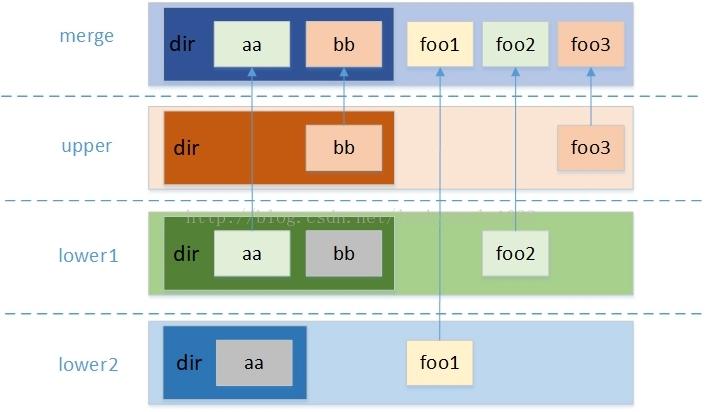 merge dir aa bb foo1 foo2 foo3
upper dir bb foo3
http://blog.csdn.net/
lower1 dir aa bb foo2
lower2 dir aa foo1